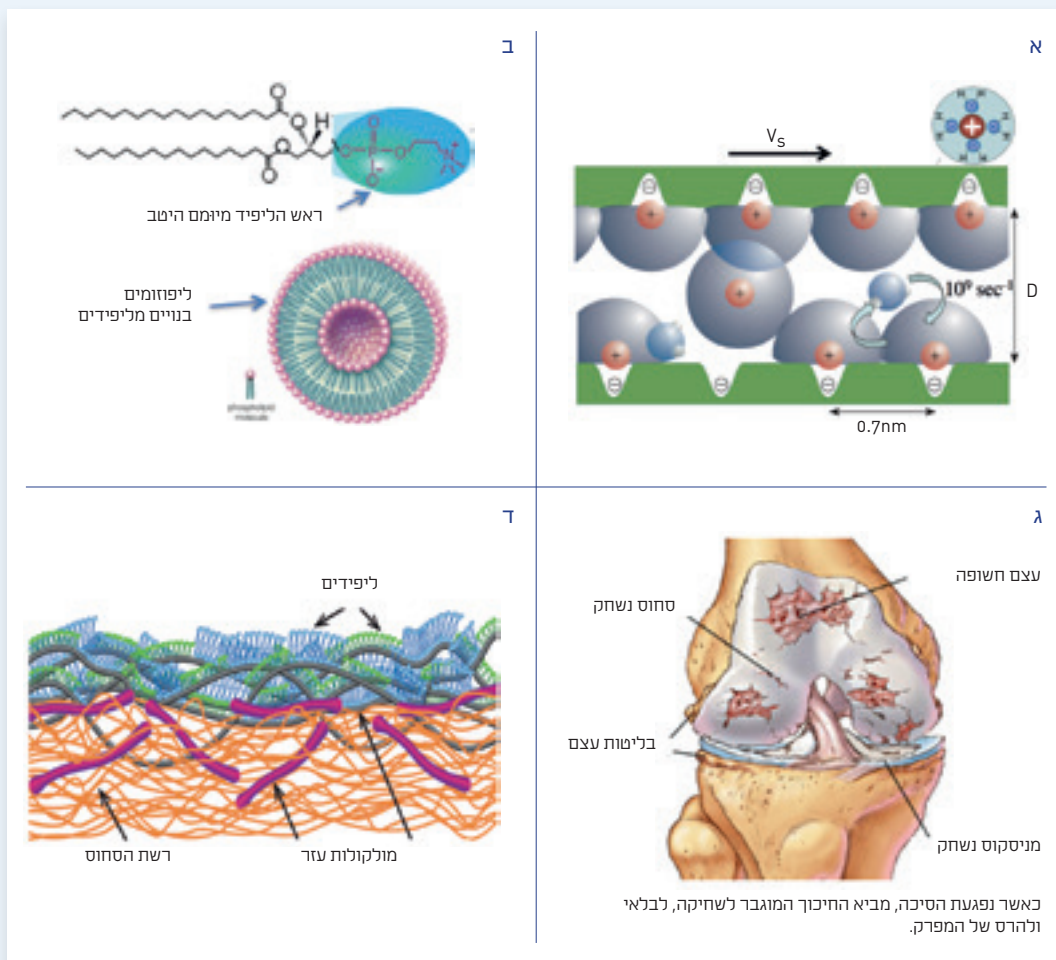 א
Vs
H H
H H
H H
H H
+
10⁹ sec⁻¹
D
0.7nm
ב
O
O
H
O
O
O
P
O
O
N
+
ראש הליפיד מיומם היטב
ליפוזומים
בנויים מליפידים
phospholipid
molecule
ג
עצם חשופה
סחוס נשחק
בליטות עצם
מניסקוס נשחק
כאשר נפגעת הסיכה, מביא החיכוך המוגבר לשחיקה, לבלאי
ולהרס של המפרק.
ד
ליפידים
מולקולות עזר
רשת הסחוס